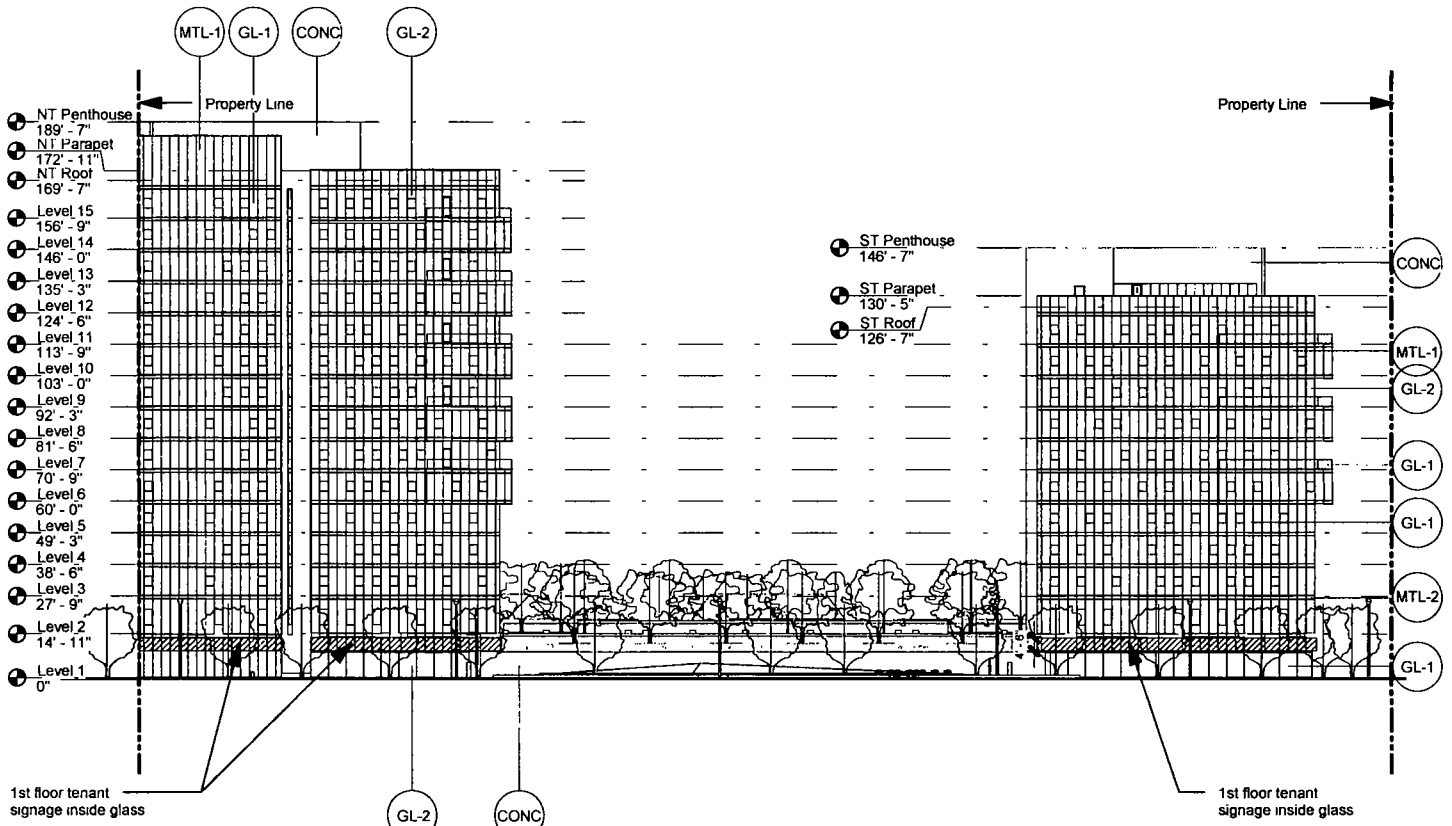 MTL-1
GL-1
CONC
GL-2
Property Line
Property Line
NT Penthouse
189' - 7"
NT Parapet
172' - 11"
NT Roof
169' - 7"
Level 15
156' - 9"
Level 14
146' - 0"
Level 13
135' - 3"
Level 12
124' - 6"
Level 11
113' - 9"
Level 10
103' - 0"
Level 9
92' - 3"
Level 8
81' - 6"
Level 7
70' - 9"
Level 6
60' - 0"
Level 5
49' - 3"
Level 4
38' - 6"
Level 3
27' - 9"
Level 2
14' - 11"
Level 1
0"
ST Penthouse
146' - 7"
ST Parapet
130' - 5"
ST Roof
126' - 7"
CONC
MTL-1
GL-2
GL-1
GL-1
MTL-2
GL-1
4' - 6"
1st floor tenant
signage inside glass
GL-2
CONC
1st floor tenant
signage inside glass